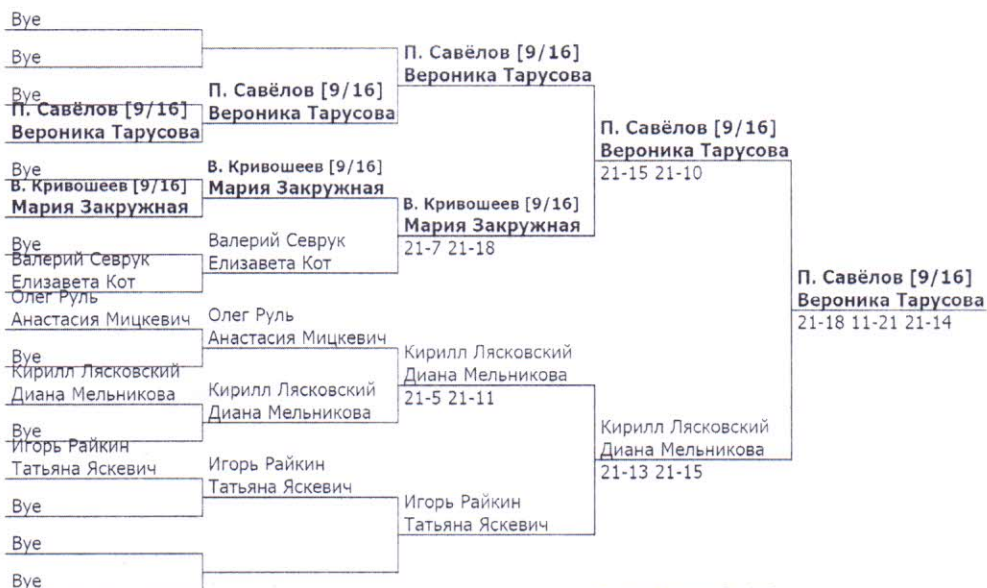 Bye
Bye
Bye
П. Савёлов [9/16]
Вероника Тарусова
Bye
В. Кривошеев [9/16]
Мария Закружная
Bye
Валерий Севрук
Елизавета Кот
Олег Руль
Анастасия Мицкевич
Bye
Кирилл Лясковский
Диана Мельникова
Bye
Игорь Райкин
Татьяна Яскевич
Bye
Bye
Bye
П. Савёлов [9/16]
Вероника Тарусова
В. Кривошеев [9/16]
Мария Закружная
Валерий Севрук
Елизавета Кот
Олег Руль
Анастасия Мицкевич
Кирилл Лясковский
Диана Мельникова
Игорь Райкин
Татьяна Яскевич
П. Савёлов [9/16]
Вероника Тарусова
В. Кривошеев [9/16]
Мария Закружная
21-7 21-18
Кирилл Лясковский
Диана Мельникова
21-5 21-11
Игорь Райкин
Татьяна Яскевич
П. Савёлов [9/16]
Вероника Тарусова
21-15 21-10
Кирилл Лясковский
Диана Мельникова
21-13 21-15
П. Савёлов [9/16]
Вероника Тарусова
21-18 11-21 21-14